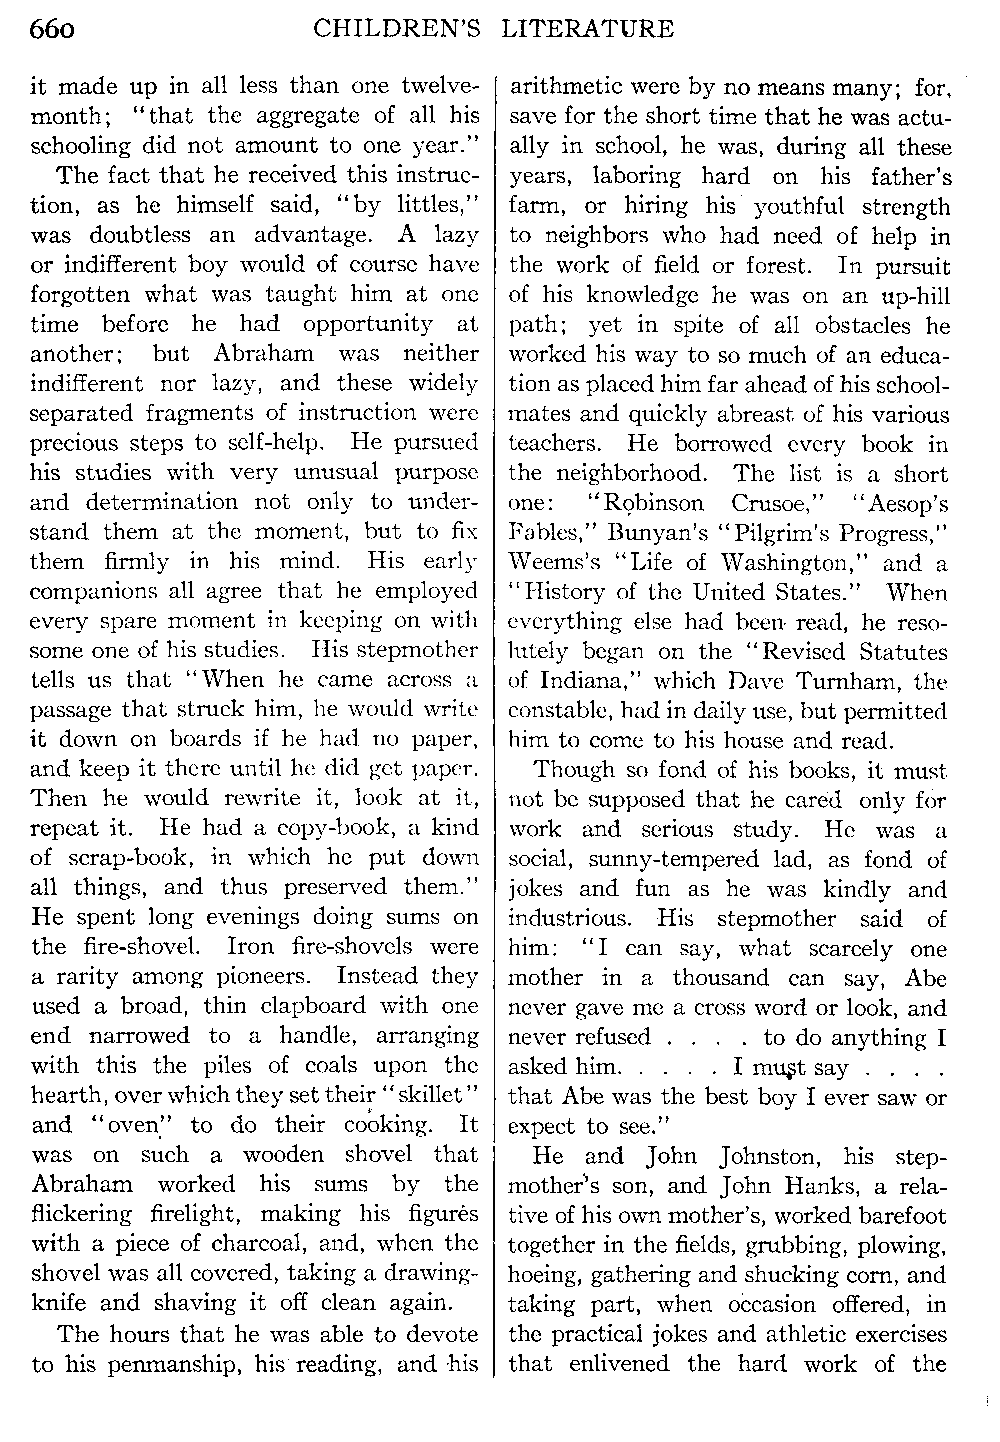 660 CHILDREN'S LITERATURE
it made up in all less than one twelve-
month; "that the aggregate of all his
schooling did not amount to one year."
The fact that he received this instruc-
tion, as he himself said, "by littles,"
was doubtless an advantage. A lazy
or indifferent boy would of course have
forgotten what was taught him at one
time before he had opportunity at
another; but Abraham was neither
indifferent nor lazy, and these widely
separated fragments of instruction were
precious steps to self-help. He pursued
his studies with very unusual purpose
and determination not only to under-
stand them at the moment, but to fix
them firmly in his mind. His early
companions all agree that he employed
every spare moment in keeping on with
some one of his studies. His stepmother
tells us that "When he came across a
passage that struck him, he would write
it down on boards if he had no paper,
and keep it there until he did get paper.
Then he would rewrite it, look at it,
repeat it. He had a copy-book, a kind
of scrap-book, in which he put down
all things, and thus preserved them."
He spent long evenings doing sums on
the fire-shovel. Iron fire-shovels were
a rarity among pioneers. Instead they
used a broad, thin clapboard with one
end narrowed to a handle, arranging
with this the piles of coals upon the
hearth, over which they set their "skillet"
and "oven" to do their cooking. It
was on such a wooden shovel that
Abraham worked his sums by the
flickering firelight, making his figures
with a piece of charcoal, and, when the
shovel was all covered, taking a drawing-
knife and shaving it off clean again.
The hours that he was able to devote
to his penmanship, his reading, and his
arithmetic were by no means many; for,
save for the short time that he was actu-
ally in school, he was, during all these
years, laboring hard on his father's
farm, or hiring his youthful strength
to neighbors who had need of help in
the work of field or forest. In pursuit
of his knowledge he was on an up-hill
path; yet in spite of all obstacles he
worked his way to so much of an educa-
tion as placed him far ahead of his school-
mates and quickly abreast of his various
teachers. He borrowed every book in
the neighborhood. The list is a short
one: "Robinson Crusoe," "Aesop's
Fables," Bunyan's "Pilgrim's Progress,"
Weems's "Life of Washington," and a
"History of the United States." When
everything else had been read, he reso-
lutely began on the "Revised Statutes
of Indiana," which Dave Turnham, the
constable, had in daily use, but permitted
him to come to his house and read.
Though so fond of his books, it must
not be supposed that he cared only for
work and serious study. He was a
social, sunny-tempered lad, as fond of
jokes and fun as he was kindly and
industrious. His stepmother said of
him: "I can say, what scarcely one
mother in a thousand can say, Abe
never gave me a cross word or look, and
never refused . . . . to do anything I
asked him. . . . . . I must say . . . .
that Abe was the best boy I ever saw or
expect to see."
He and John Johnston, his step-
mother's son, and John Hanks, a rela-
tive of his own mother's, worked barefoot
together in the fields, grubbing, plowing,
hoeing, gathering and shucking corn, and
taking part, when occasion offered, in
the practical jokes and athletic exercises
that enlivened the hard work of the